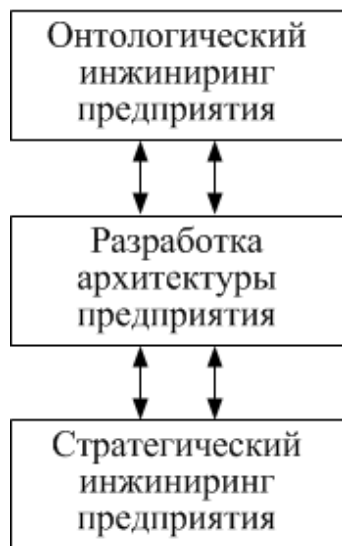 Онтологический
инжиниринг
предприятия
Разработка
архитектуры
предприятия
Стратегический
инжиниринг
предприятия